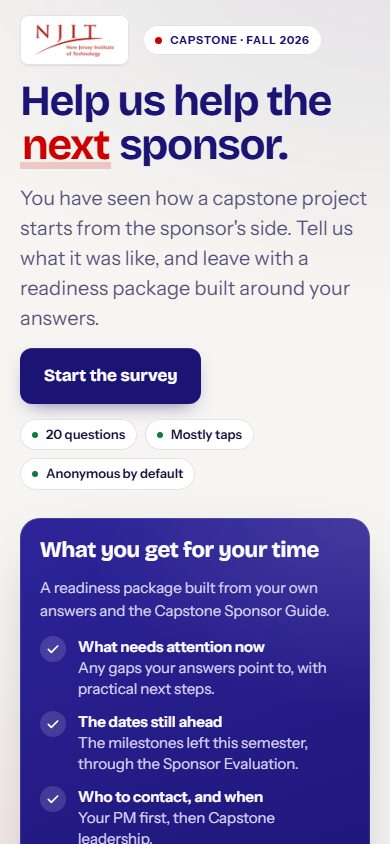 NJIT
New Jersey Institute
of Technology
CAPSTONE · FALL 2026
Help us help the
next sponsor.
You have seen how a capstone project
starts from the sponsor's side. Tell us
what it was like, and leave with a
readiness package built around your
answers.
Start the survey
20 questions
Mostly taps
Anonymous by default
What you get for your time
A readiness package built from your own
answers and the Capstone Sponsor Guide.
What needs attention now
Any gaps your answers point to, with
practical next steps.
The dates still ahead
The milestones left this semester,
through the Sponsor Evaluation.
Who to contact, and when
Your PM first, then Capstone
leadership.